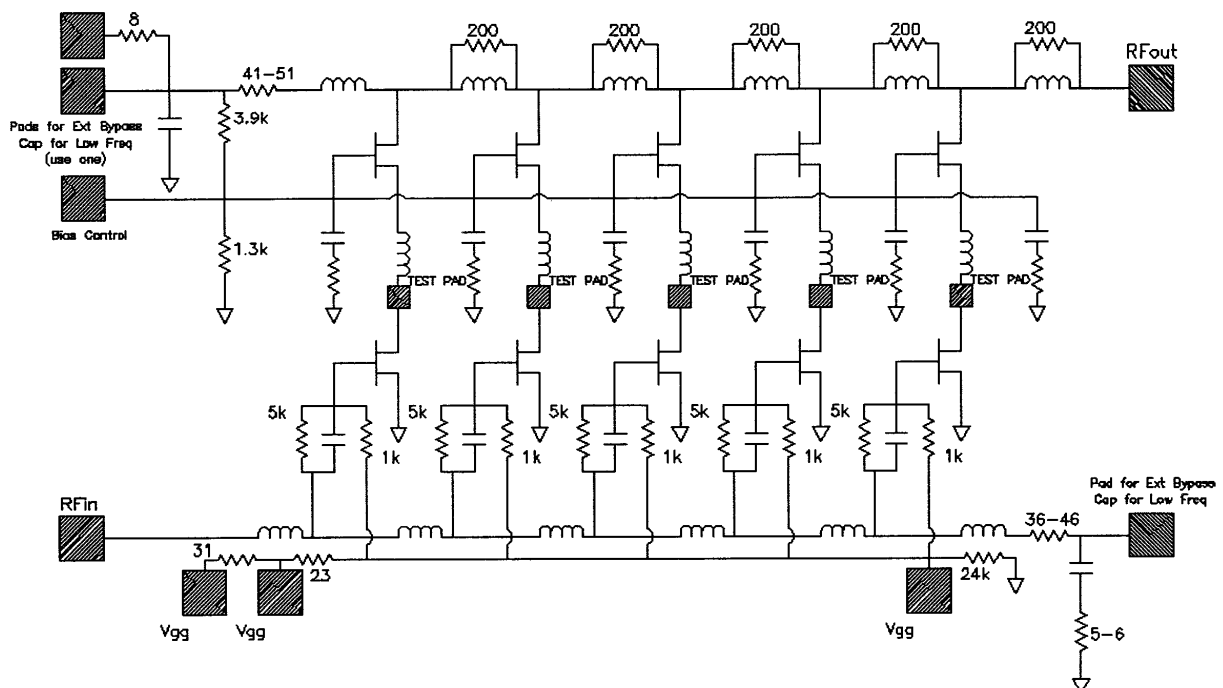 8
200
200
200
200
200
RFout
41-51
3.9k
Pads for Ext Bypass
Cap for Low Freq
(use one)
Bias Control
1.3k
TEST PAD
TEST PAD
TEST PAD
TEST PAD
TEST PAD
5k
5k
5k
5k
5k
1k
1k
1k
1k
1k
Pad for Ext Bypass
Cap for Low Freq
RFin
36-46
31
23
24k
Vgg
Vgg
Vgg
5-6